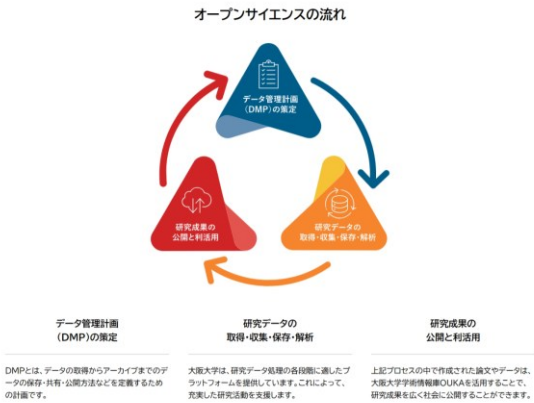 オープンサイエンスの流れ
データ管理計画
(DMP)の策定
研究成果の
公開と利活用
研究データの
取得・収集・保存・解析
データ管理計画
(DMP)の策定
DMPとは、データの取得からアーカイブまでのデ
ータの保存・共有・公開方法などを定義するため
の計画です。
研究データの
取得・収集・保存・解析
大阪大学は、研究データ処理の各段階に適したプ
ラットフォームを提供しています。これによって、
充実した研究活動を支援します。
研究成果の
公開と利活用
上記プロセスの中で作成された論文やデータは、
大阪大学学術情報庫OUKAを活用することで、
研究成果を広く社会に公開することができます。